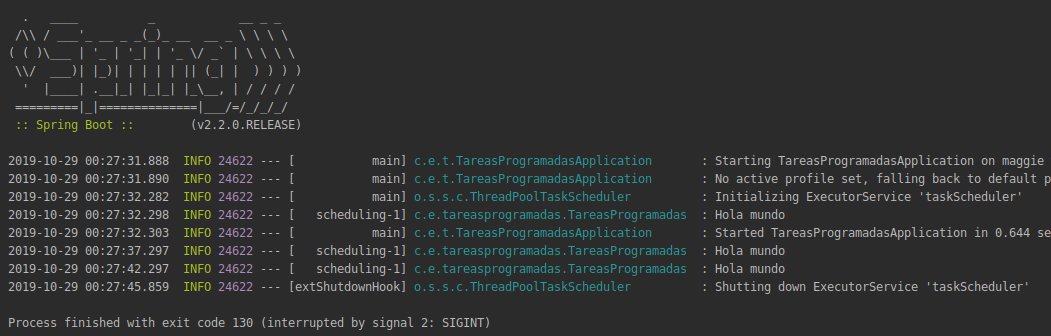 .   ____          _            __ _ _
 /\\ / ___'_ __ _ _(_)_ __  __ _ \ \ \ \
( ( )\___ | '_ | '_| | '_ \/ _` | \ \ \ \
 \\/  ___)| |_)| | | | | || (_| |  ) ) ) )
  '  |____| .__|_| |_|_| |_\__, | / / / /
 =========|_|==============|___/=/_/_/_/
 :: Spring Boot ::        (v2.2.0.RELEASE)
2019-10-29 00:27:31.888  INFO 24622 --- [           main] c.e.t.TareasProgramadasApplication       : Starting TareasProgramadasApplication on maggie
2019-10-29 00:27:31.890  INFO 24622 --- [           main] c.e.t.TareasProgramadasApplication       : No active profile set, falling back to default p
2019-10-29 00:27:32.282  INFO 24622 --- [           main] o.s.s.c.ThreadPoolTaskScheduler          : Initializing ExecutorService 'taskScheduler'
2019-10-29 00:27:32.298  INFO 24622 --- [   scheduling-1] c.e.tareasprogramadas.TareasProgramadas  : Hola mundo
2019-10-29 00:27:32.303  INFO 24622 --- [           main] c.e.t.TareasProgramadasApplication       : Started TareasProgramadasApplication in 0.644 se
2019-10-29 00:27:37.297  INFO 24622 --- [   scheduling-1] c.e.tareasprogramadas.TareasProgramadas  : Hola mundo
2019-10-29 00:27:42.297  INFO 24622 --- [   scheduling-1] c.e.tareasprogramadas.TareasProgramadas  : Hola mundo
2019-10-29 00:27:45.859  INFO 24622 --- [extShutdownHook] o.s.s.c.ThreadPoolTaskScheduler          : Shutting down ExecutorService 'taskScheduler'
Process finished with exit code 130 (interrupted by signal 2: SIGINT)